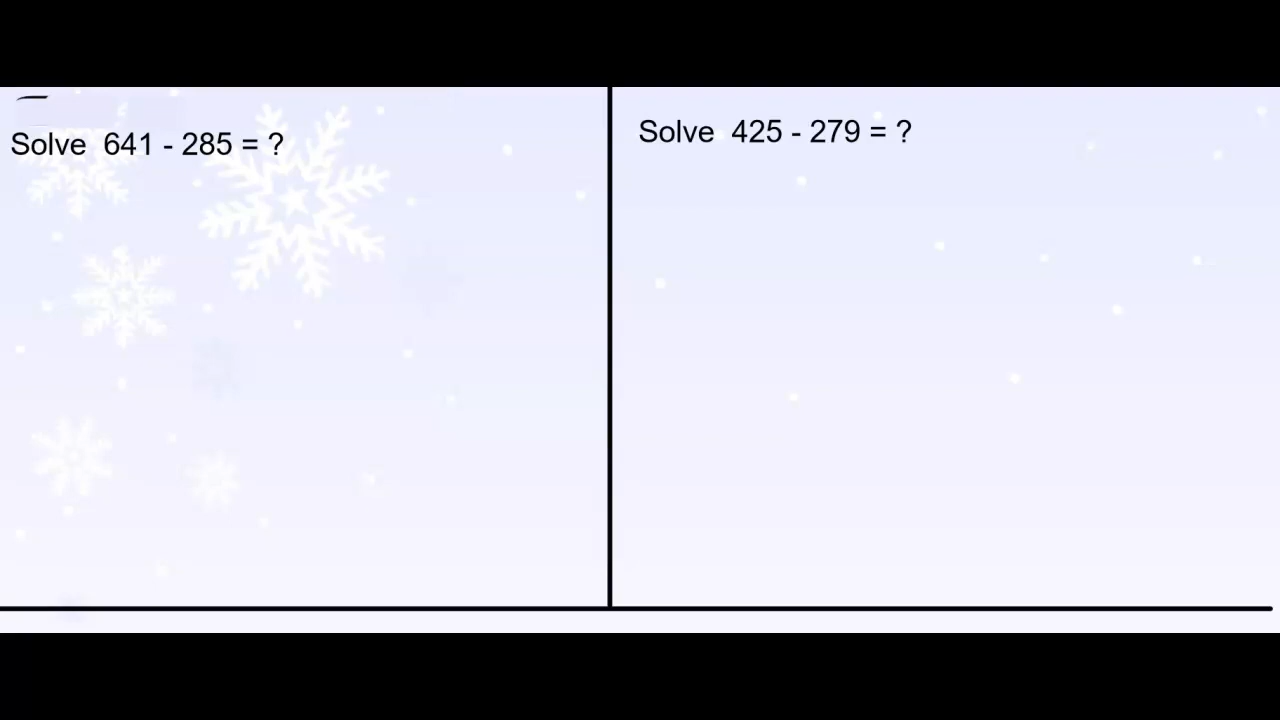 Solve  641 - 285 = ?
Solve  425 - 279 = ?